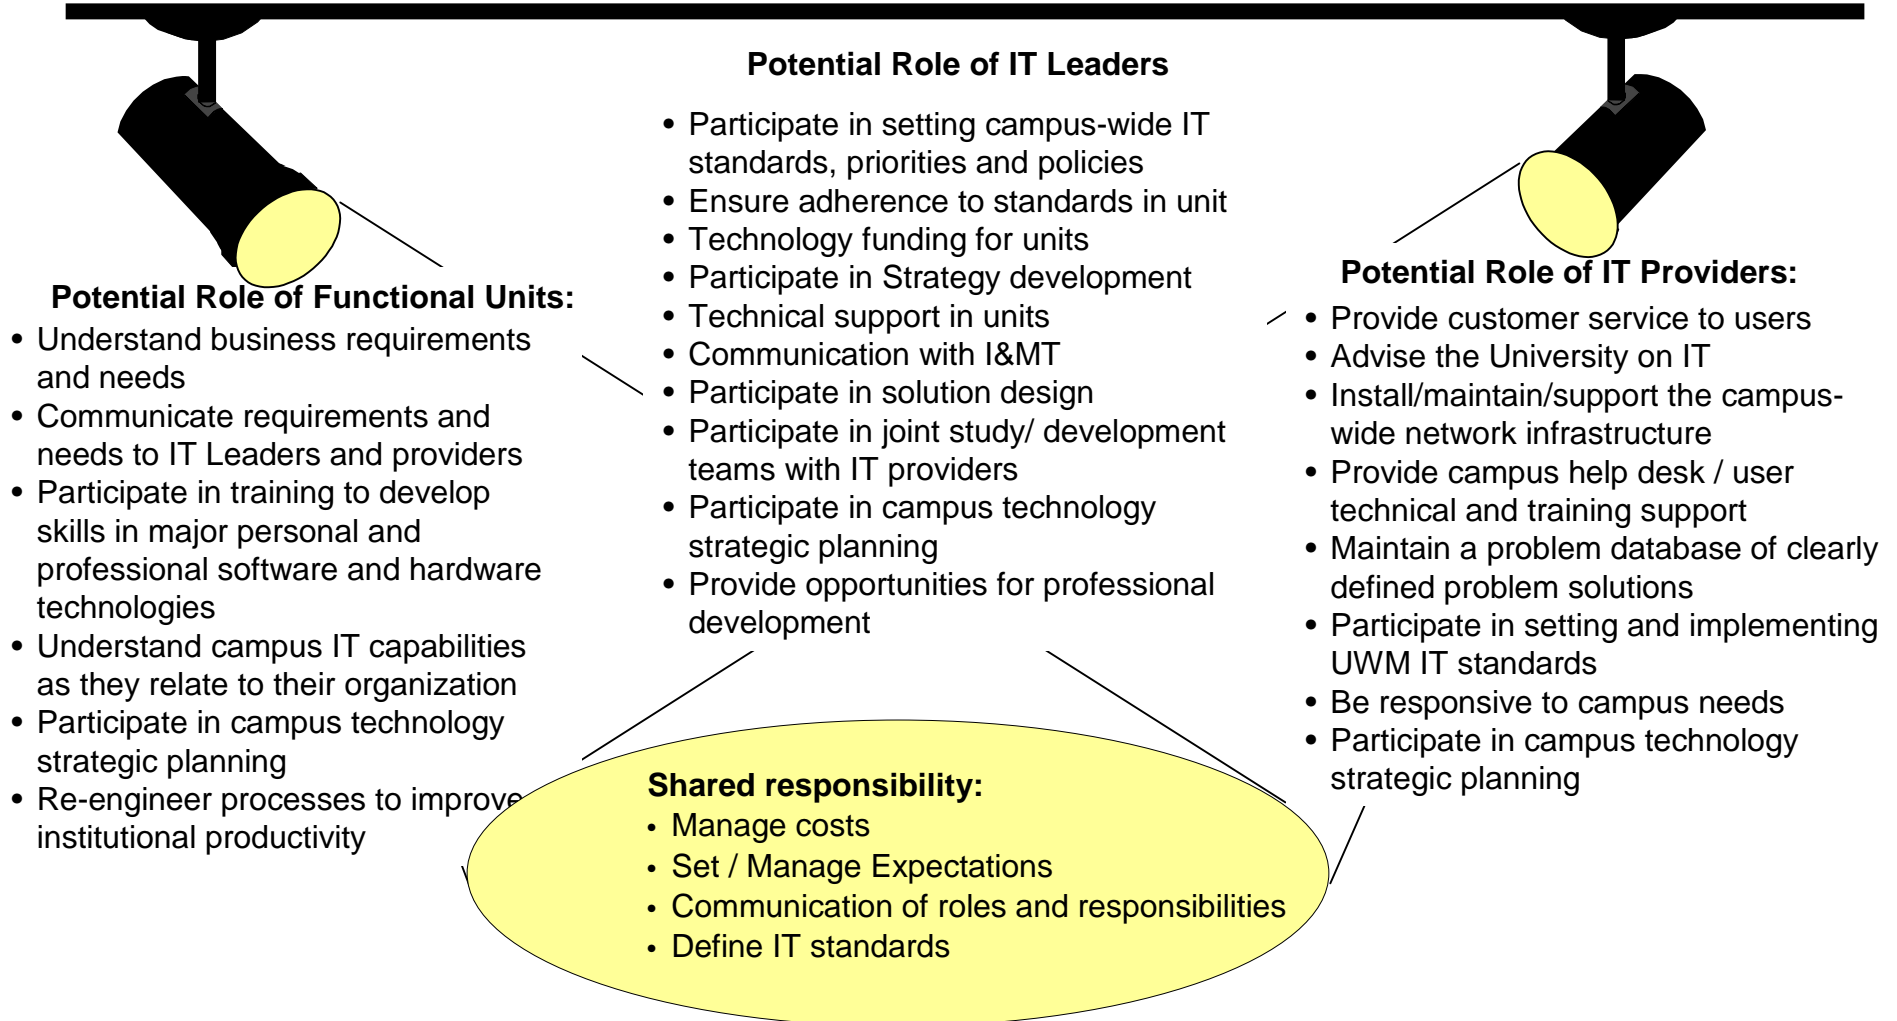 Potential Role of IT Leaders
• Participate in setting campus-wide IT
standards, priorities and policies
• Ensure adherence to standards in unit
• Technology funding for units
• Participate in Strategy development
• Technical support in units
• Communication with I&MT
• Participate in solution design
• Participate in joint study/ development
teams with IT providers
• Participate in campus technology
strategic planning
• Provide opportunities for professional
development
Potential Role of Functional Units:
• Understand business requirements
and needs
• Communicate requirements and
needs to IT Leaders and providers
• Participate in training to develop
skills in major personal and
professional software and hardware
technologies
• Understand campus IT capabilities
as they relate to their organization
• Participate in campus technology
strategic planning
• Re-engineer processes to improve
institutional productivity
Potential Role of IT Providers:
• Provide customer service to users
• Advise the University on IT
• Install/maintain/support the campus-
wide network infrastructure
• Provide campus help desk / user
technical and training support
• Maintain a problem database of clearly
defined problem solutions
• Participate in setting and implementing
UWM IT standards
• Be responsive to campus needs
• Participate in campus technology
strategic planning
Shared responsibility:
• Manage costs
• Set / Manage Expectations
• Communication of roles and responsibilities
• Define IT standards